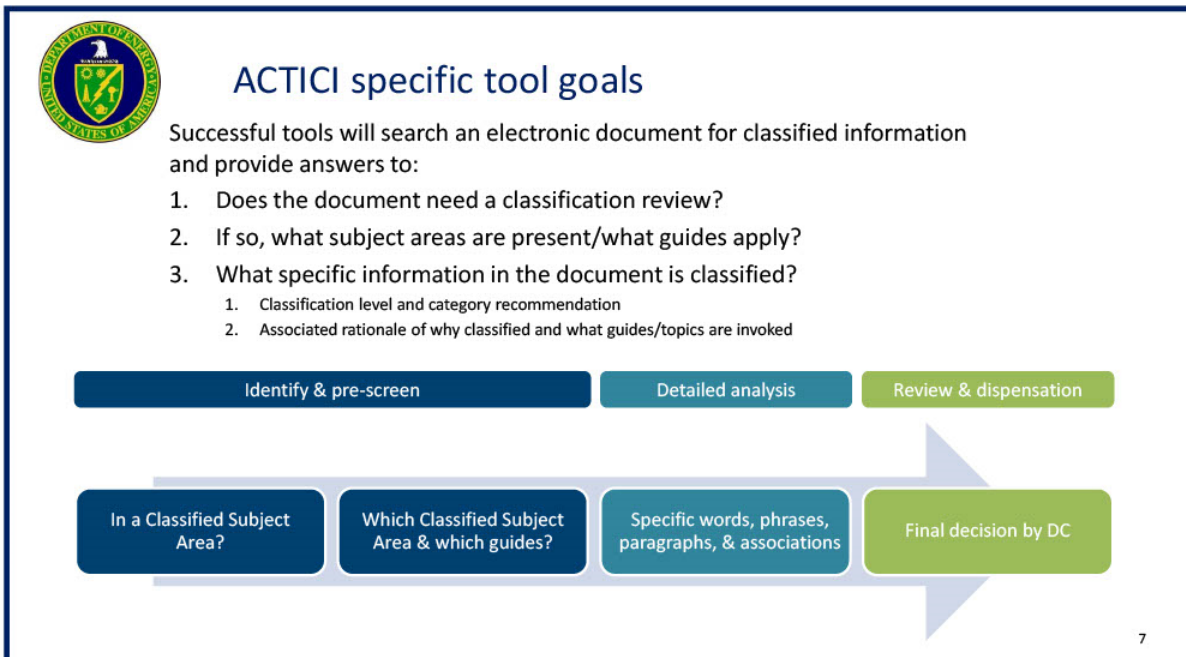 DEPARTMENT OF ENERGY
UNITED STATES OF AMERICA
ACTICI specific tool goals
Successful tools will search an electronic document for classified information
and provide answers to:
1. Does the document need a classification review?
2. If so, what subject areas are present/what guides apply?
3. What specific information in the document is classified?
1. Classification level and category recommendation
2. Associated rationale of why classified and what guides/topics are invoked
Identify & pre-screen
Detailed analysis
Review & dispensation
In a Classified Subject
Area?
Which Classified Subject
Area & which guides?
Specific words, phrases,
paragraphs, & associations
Final decision by DC
7